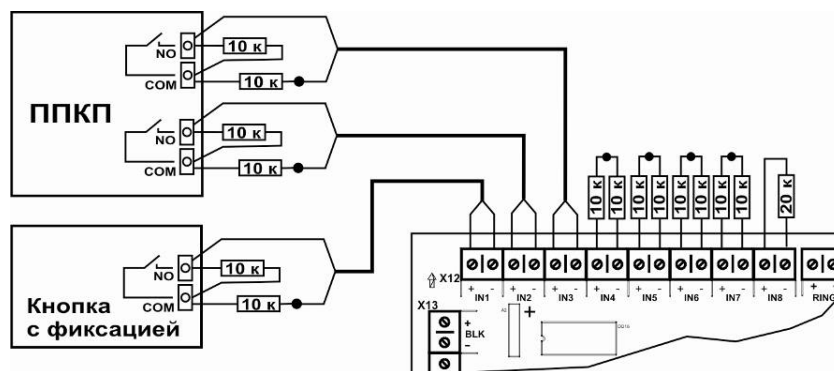 ППКП
NO
10 к
COM
10 к
NO
10 к
COM
10 к
Кнопка
с фиксацией
NO
10 к
COM
10 к
10 к
10 к
10 к
10 к
10 к
10 к
10 к
10 к
20 к
X12
+ - + - + - + - + - + - + - + - + -
IN1 IN2 IN3 IN4 IN5 IN6 IN7 IN8 RING
X13
+
BLK
-
+